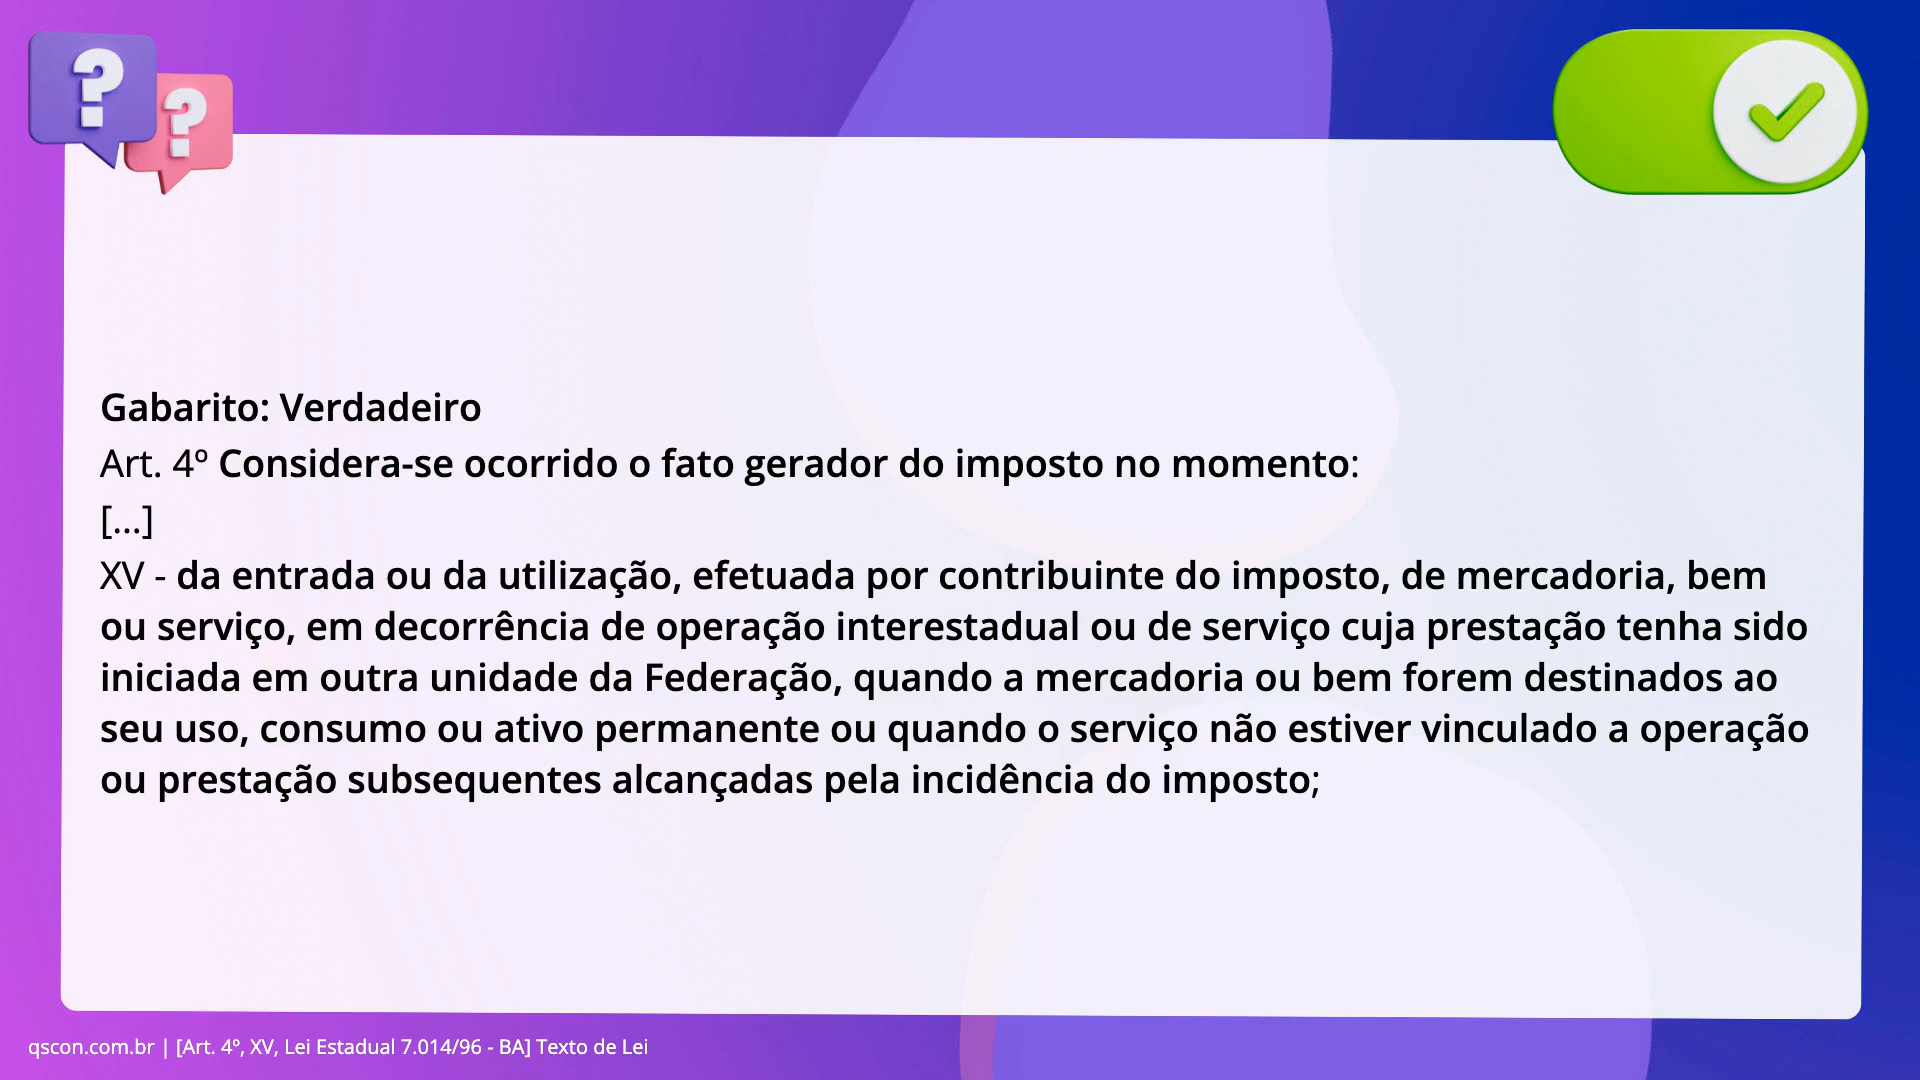 Gabarito: Verdadeiro
Art. 4º Considera-se ocorrido o fato gerador do imposto no momento:
[...]
XV - da entrada ou da utilização, efetuada por contribuinte do imposto, de mercadoria, bem
ou serviço, em decorrência de operação interestadual ou de serviço cuja prestação tenha sido
iniciada em outra unidade da Federação, quando a mercadoria ou bem forem destinados ao
seu uso, consumo ou ativo permanente ou quando o serviço não estiver vinculado a operação
ou prestação subsequentes alcançadas pela incidência do imposto;
qscon.com.br | [Art. 4º, XV, Lei Estadual 7.014/96 - BA] Texto de Lei